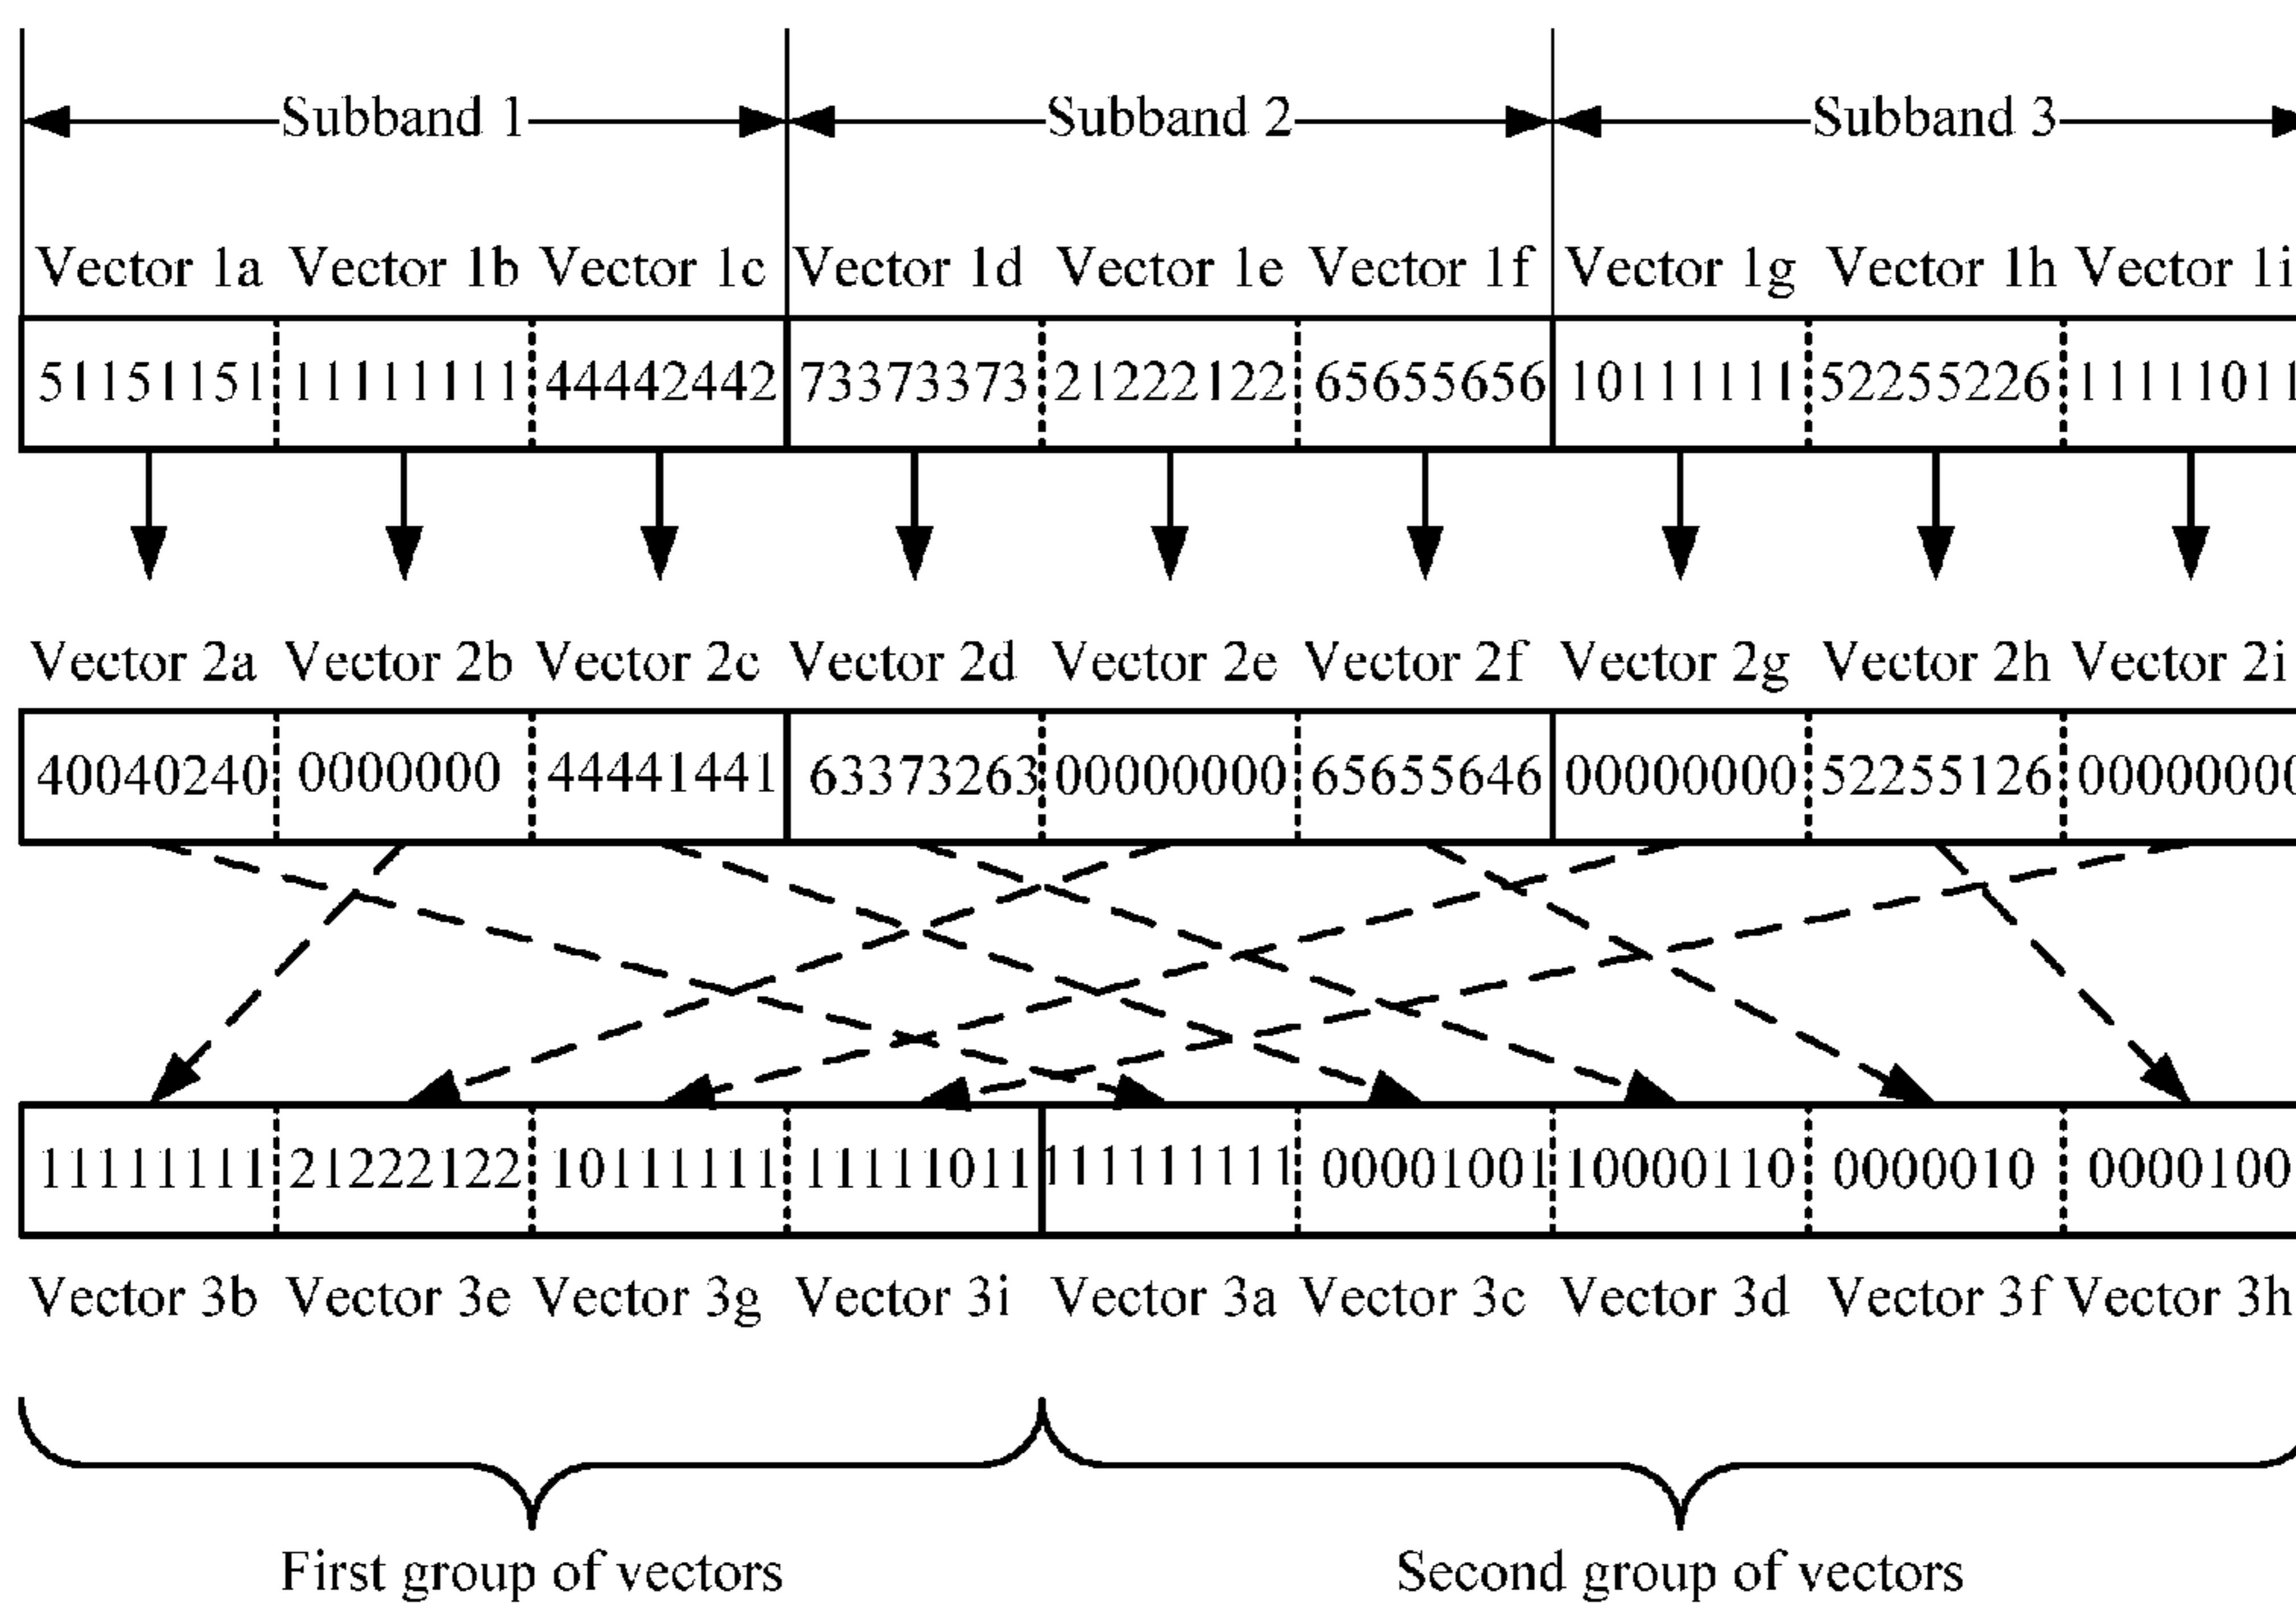 Subband 1 Subband 2 Subband 3
Vector 1a Vector 1b Vector 1c Vector 1d Vector 1e Vector 1f Vector 1g Vector 1h Vector 1i
51151151 11111111 44442442 73373373 21222122 65655656 10111111 52255226 11111011
Vector 2a Vector 2b Vector 2c Vector 2d Vector 2e Vector 2f Vector 2g Vector 2h Vector 2i
40040240 0000000 44441441 63373263 00000000 65655646 00000000 52255126 00000000
11111111 21222122 10111111 11111011 111111111 00001001 10000110 0000010 0000100
Vector 3b Vector 3e Vector 3g Vector 3i Vector 3a Vector 3c Vector 3d Vector 3f Vector 3h
First group of vectors Second group of vectors